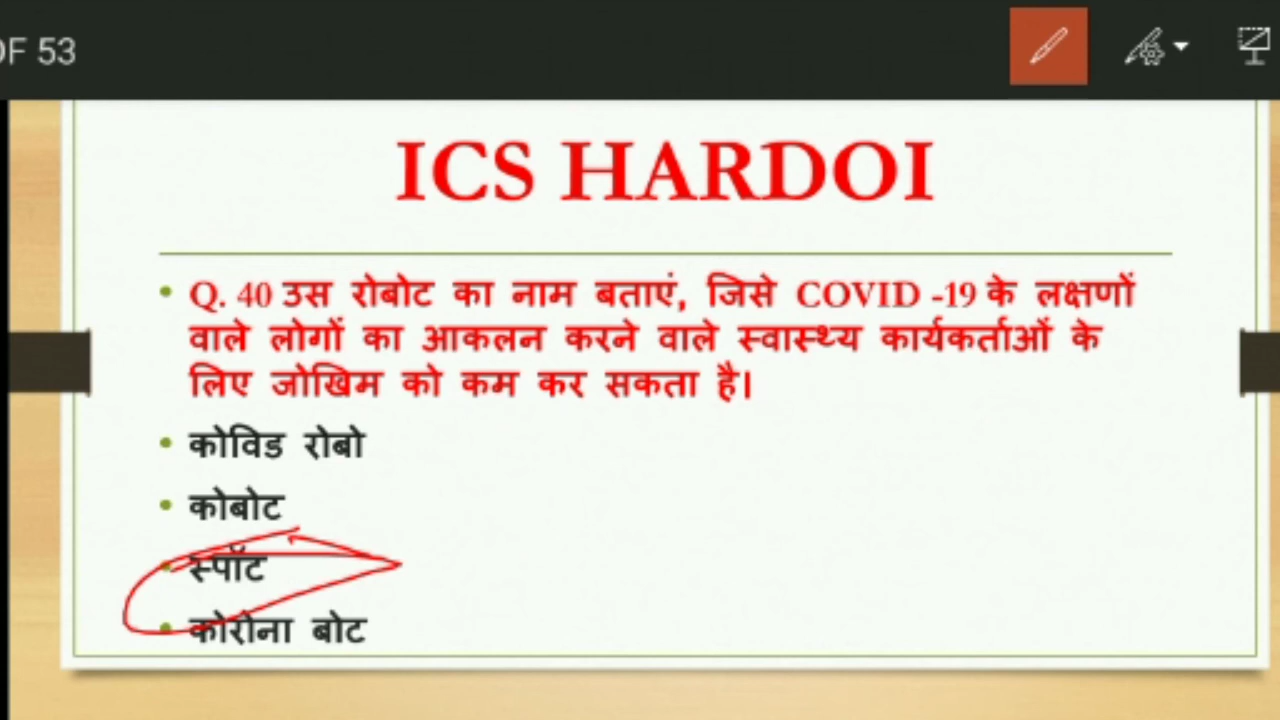 OF 53
ICS HARDOI
Q. 40 उस रोबोट का नाम बताएं, जिसे COVID -19 के लक्षणों
वाले लोगों का आकलन करने वाले स्वास्थ्य कार्यकर्ताओं के
लिए जोखिम को कम कर सकता है।
कोविड रोबो
कोबोट
स्पॉट
कोरोना बोट